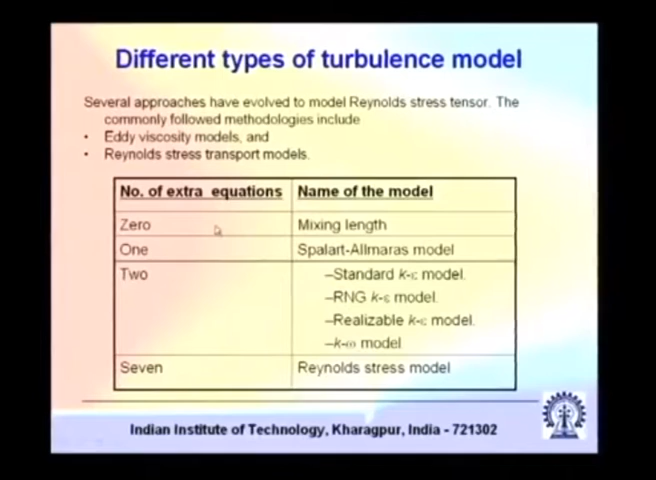 Different types of turbulence model
Several approaches have evolved to model Reynolds stress tensor. The
commonly followed methodologies include
• Eddy viscosity models, and
• Reynolds stress transport models.
No. of extra equations Name of the model
Zero Mixing length
One Spalart-Allmaras model
Two –Standard k-ε model.
–RNG k-ε model.
–Realizable k-ε model.
–k-ω model
Seven Reynolds stress model
Indian Institute of Technology, Kharagpur, India - 721302